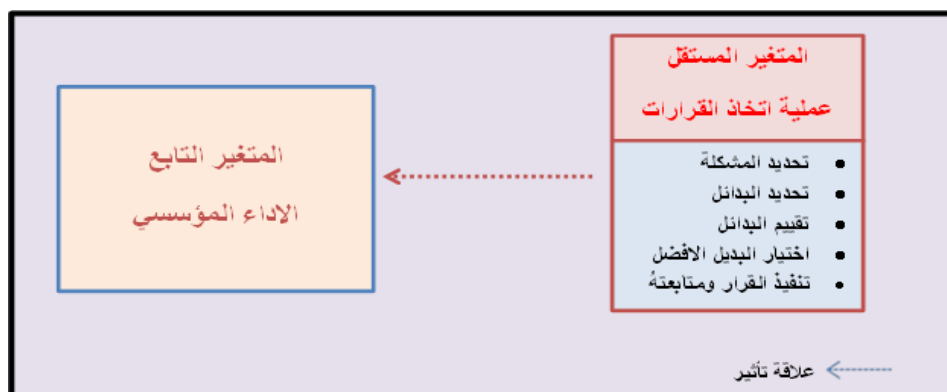 المتغير المستقل
عملية اتخاذ القرارات
تحديد المشكلة
تحديد البدائل
تقييم البدائل
اختيار البديل الافضل
تنفيذ القرار ومتابعتهُ
المتغير التابع
الاداء المؤسسي
علاقة تأثير